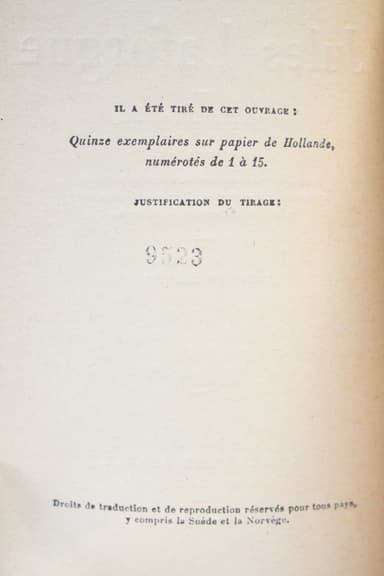 IL A ÉTÉ TIRÉ DE CET OUVRAGE :
Quinze exemplaires sur papier de Hollande,
numérotés de 1 à 15.
JUSTIFICATION DU TIRAGE :
9523
Droits de traduction et de reproduction réservés pour tous pays,
y compris la Suède et la Norvège.